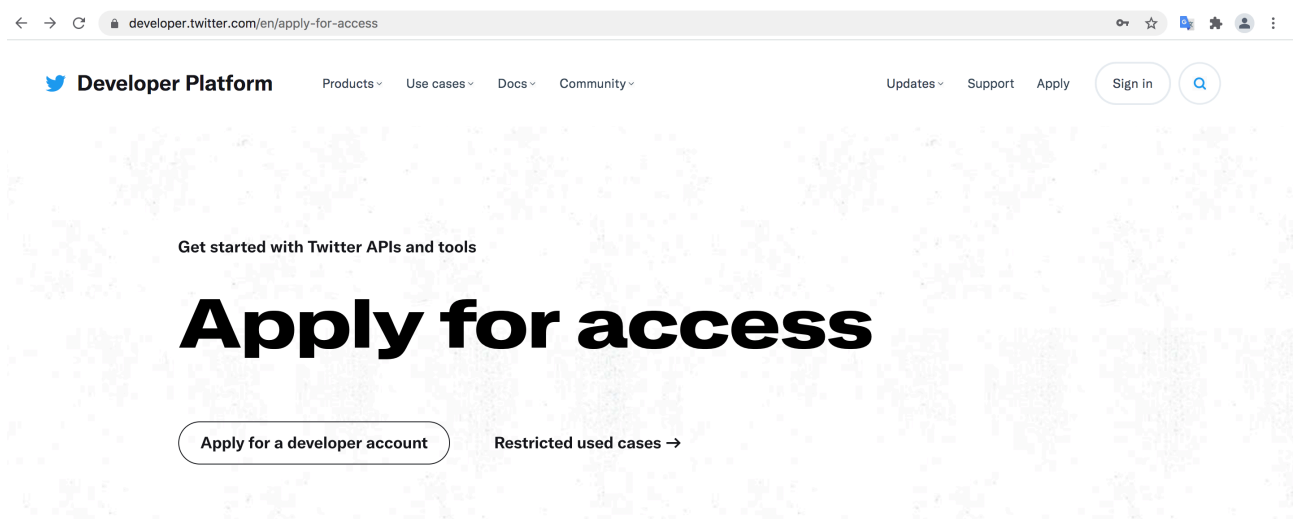 developer.twitter.com/en/apply-for-access
Developer Platform Products Use cases Docs Community Updates Support Apply Sign in
Get started with Twitter APIs and tools
Apply for access
Apply for a developer account Restricted used cases →